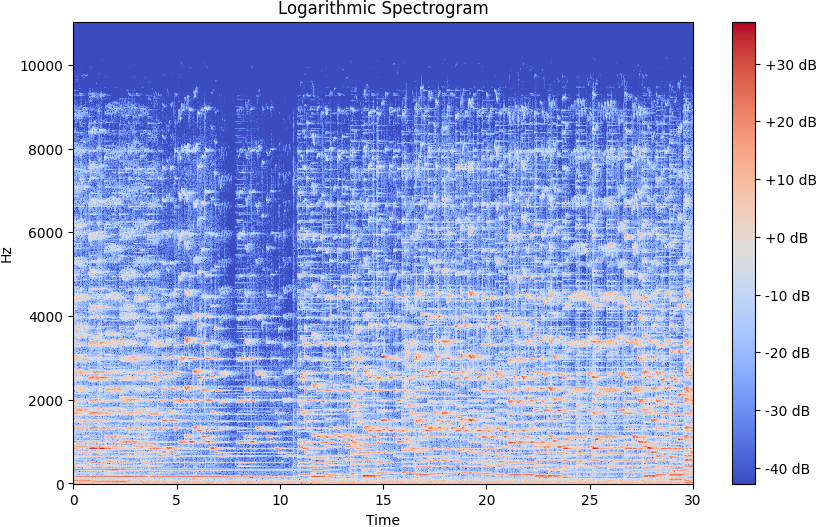 Logarithmic Spectrogram
Hz
10000
8000
6000
4000
2000
0
0 5 10 15 20 25 30
Time
+30 dB
+20 dB
+10 dB
+0 dB
-10 dB
-20 dB
-30 dB
-40 dB